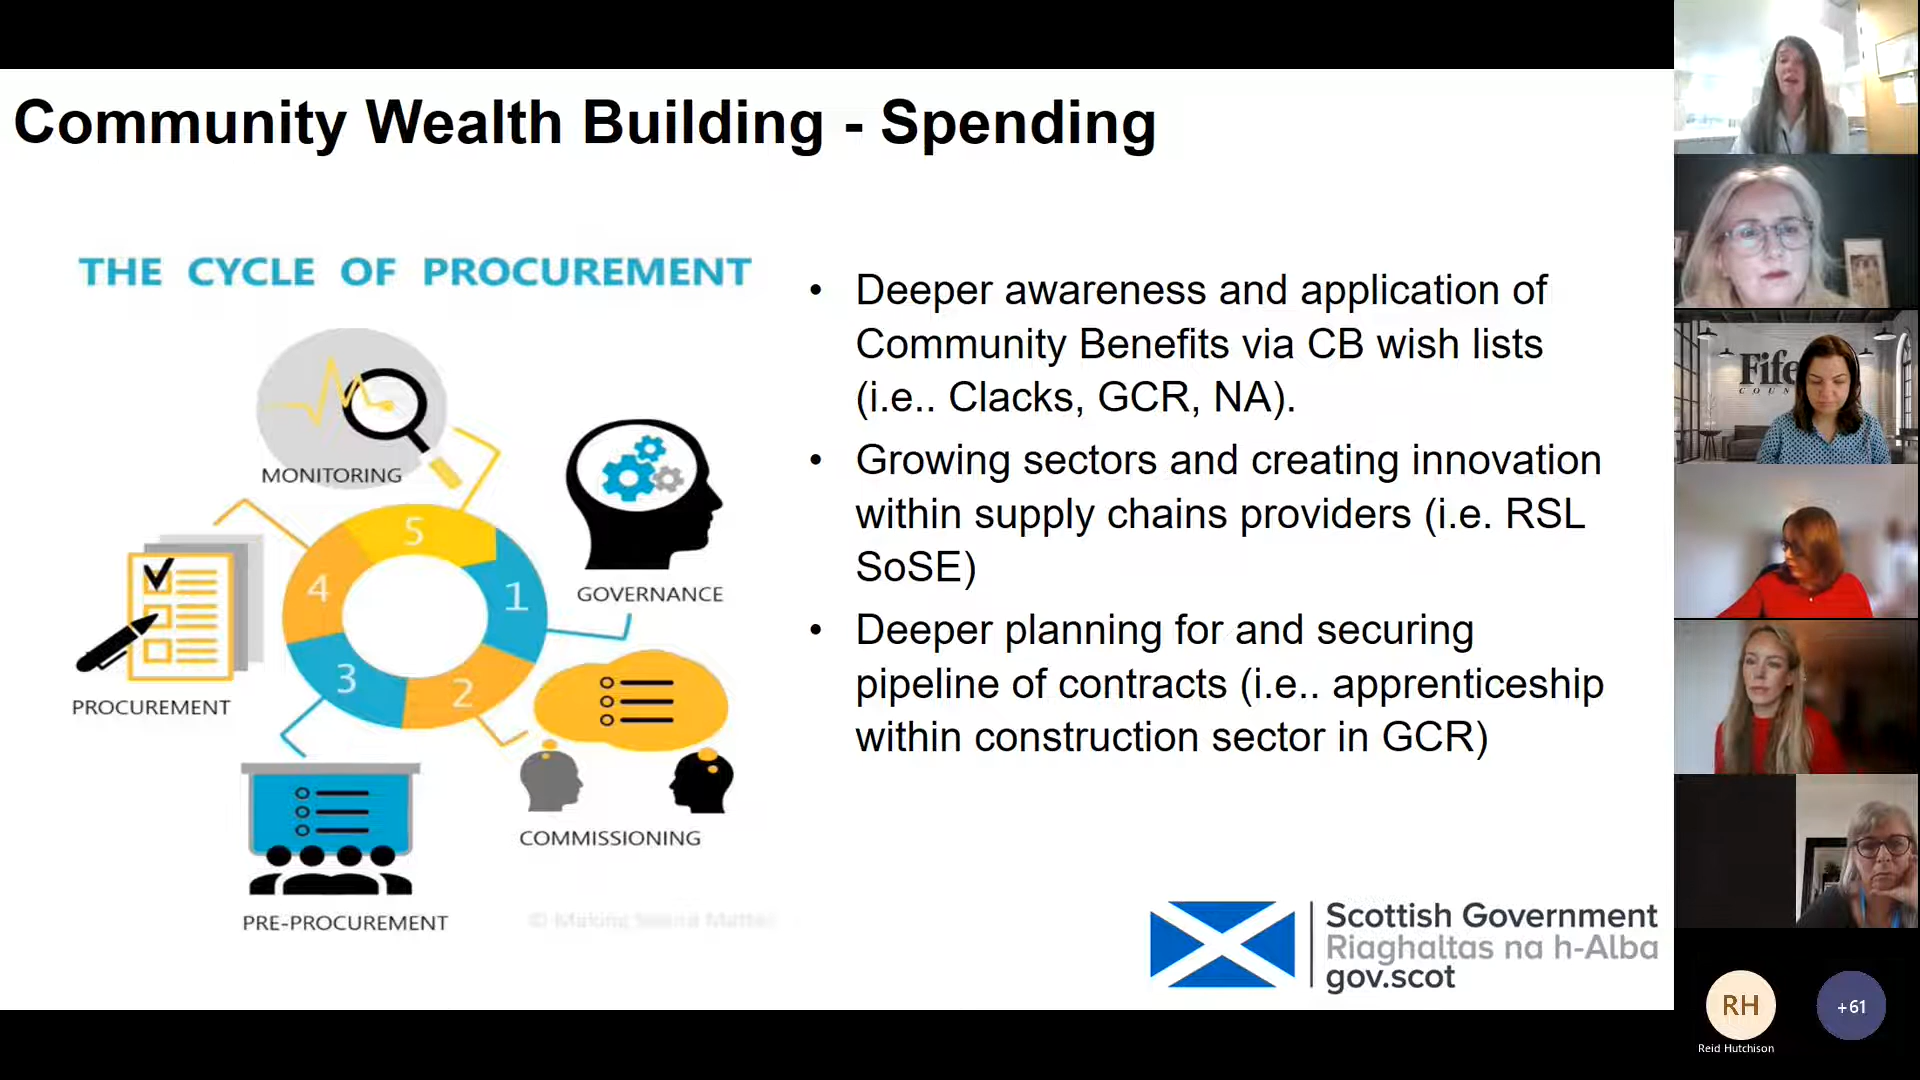 Community Wealth Building - Spending
THE CYCLE OF PROCUREMENT
MONITORING
GOVERNANCE
PROCUREMENT
COMMISSIONING
PRE-PROCUREMENT
5
1
4
3
2
• Deeper awareness and application of
Community Benefits via CB wish lists
(i.e.. Clacks, GCR, NA).
• Growing sectors and creating innovation
within supply chains providers (i.e. RSL
SoSE)
• Deeper planning for and securing
pipeline of contracts (i.e.. apprenticeship
within construction sector in GCR)
Scottish Government
Riaghaltas na h-Alba
gov.scot
Fife
RH
+61
Reid Hutchison